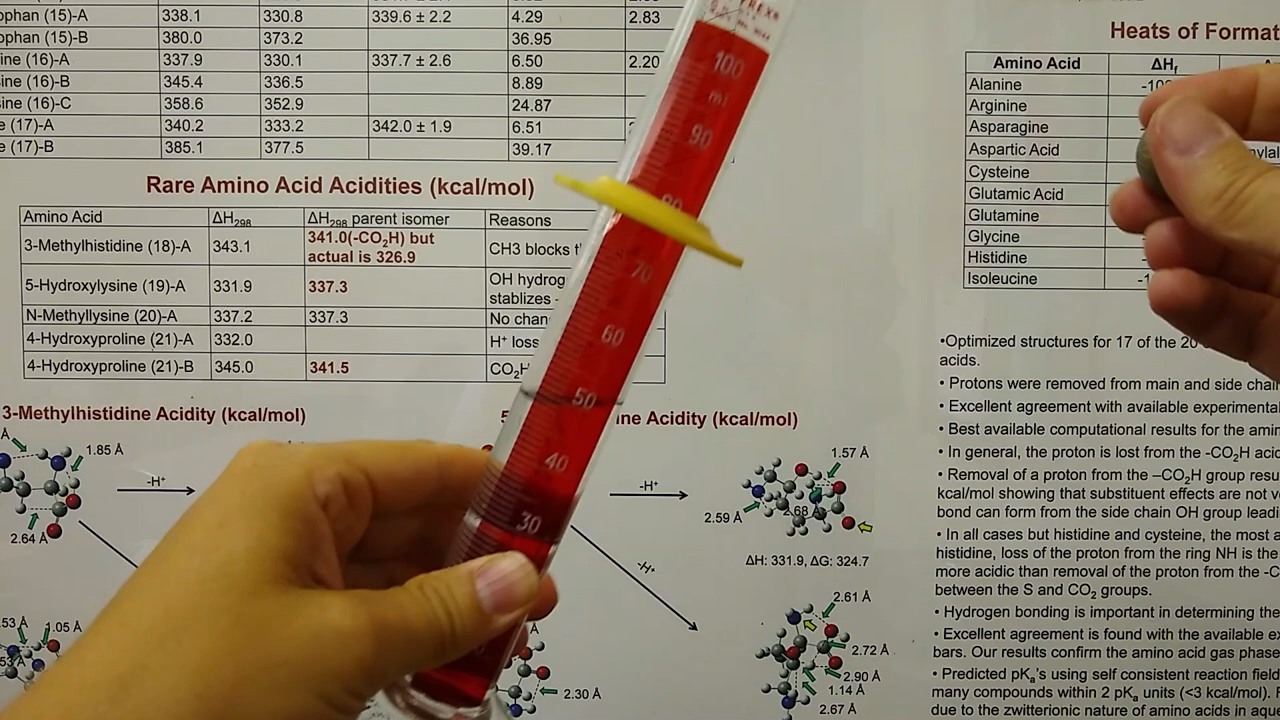 ophan (15)-A 338.1 330.8 339.6 ± 2.2 4.29 2.83
ophan (15)-B 380.0 373.2 36.95
ine (16)-A 337.9 330.1 337.7 ± 2.6 6.50 2.20
sine (16)-B 345.4 336.5 8.89
sine (16)-C 358.6 352.9 24.87
e (17)-A 340.2 333.2 342.0 ± 1.9 6.51
e (17)-B 385.1 377.5 39.17
Rare Amino Acid Acidities (kcal/mol)
Amino Acid ΔH298 ΔH298 parent isomer Reasons
3-Methylhistidine (18)-A 343.1 341.0(-CO2H) but CH3 blocks
actual is 326.9
5-Hydroxylysine (19)-A 331.9 337.3 OH hydrog
stablizes
N-Methyllysine (20)-A 337.2 337.3 No chan
4-Hydroxyproline (21)-A 332.0 H+ loss
4-Hydroxyproline (21)-B 345.0 341.5 CO2H
3-Methylhistidine Acidity (kcal/mol)
5 ine Acidity (kcal/mol)
1.85 Å
-H+
2.64 Å
-H+
1.57 Å
2.59 Å
2.68 Å
ΔH: 331.9, ΔG: 324.7
-H+
.53 Å
1.05 Å
2.30 Å
2.61 Å
2.72 Å
2.90 Å
1.14 Å
2.67 Å
100
ml
90
80
70
60
50
40
30
Heats of Format
Amino Acid ΔHf
Alanine
Arginine
Asparagine
Aspartic Acid nylal
Cysteine
Glutamic Acid
Glutamine
Glycine
Histidine
Isoleucine
•Optimized structures for 17 of the 20
acids.
• Protons were removed from main and side chain
• Excellent agreement with available experimenta
• Best available computational results for the amin
• In general, the proton is lost from the -CO2H acid
• Removal of a proton from the –CO2H group resu
kcal/mol showing that substituent effects are not v
bond can form from the side chain OH group leadi
• In all cases but histidine and cysteine, the most a
histidine, loss of the proton from the ring NH is the
more acidic than removal of the proton from the -C
between the S and CO2 groups.
• Hydrogen bonding is important in determining the
• Excellent agreement is found with the available ex
bars. Our results confirm the amino acid gas phase
• Predicted pKa's using self consistent reaction field
many compounds within 2 pKa units (<3 kcal/mol).
due to the zwitterionic nature of amino acids in aque